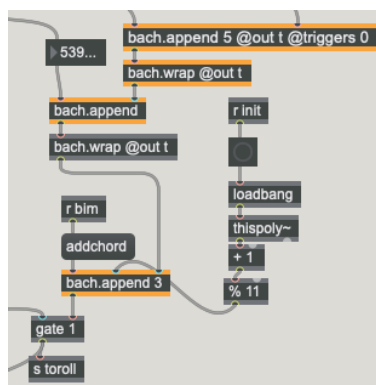 bach.append 5 @out t @triggers 0
539...
bach.wrap @out t
bach.append
r init
bach.wrap @out t
loadbang
r bim
thispoly~
addchord
+ 1
bach.append 3
% 11
gate 1
s toroll